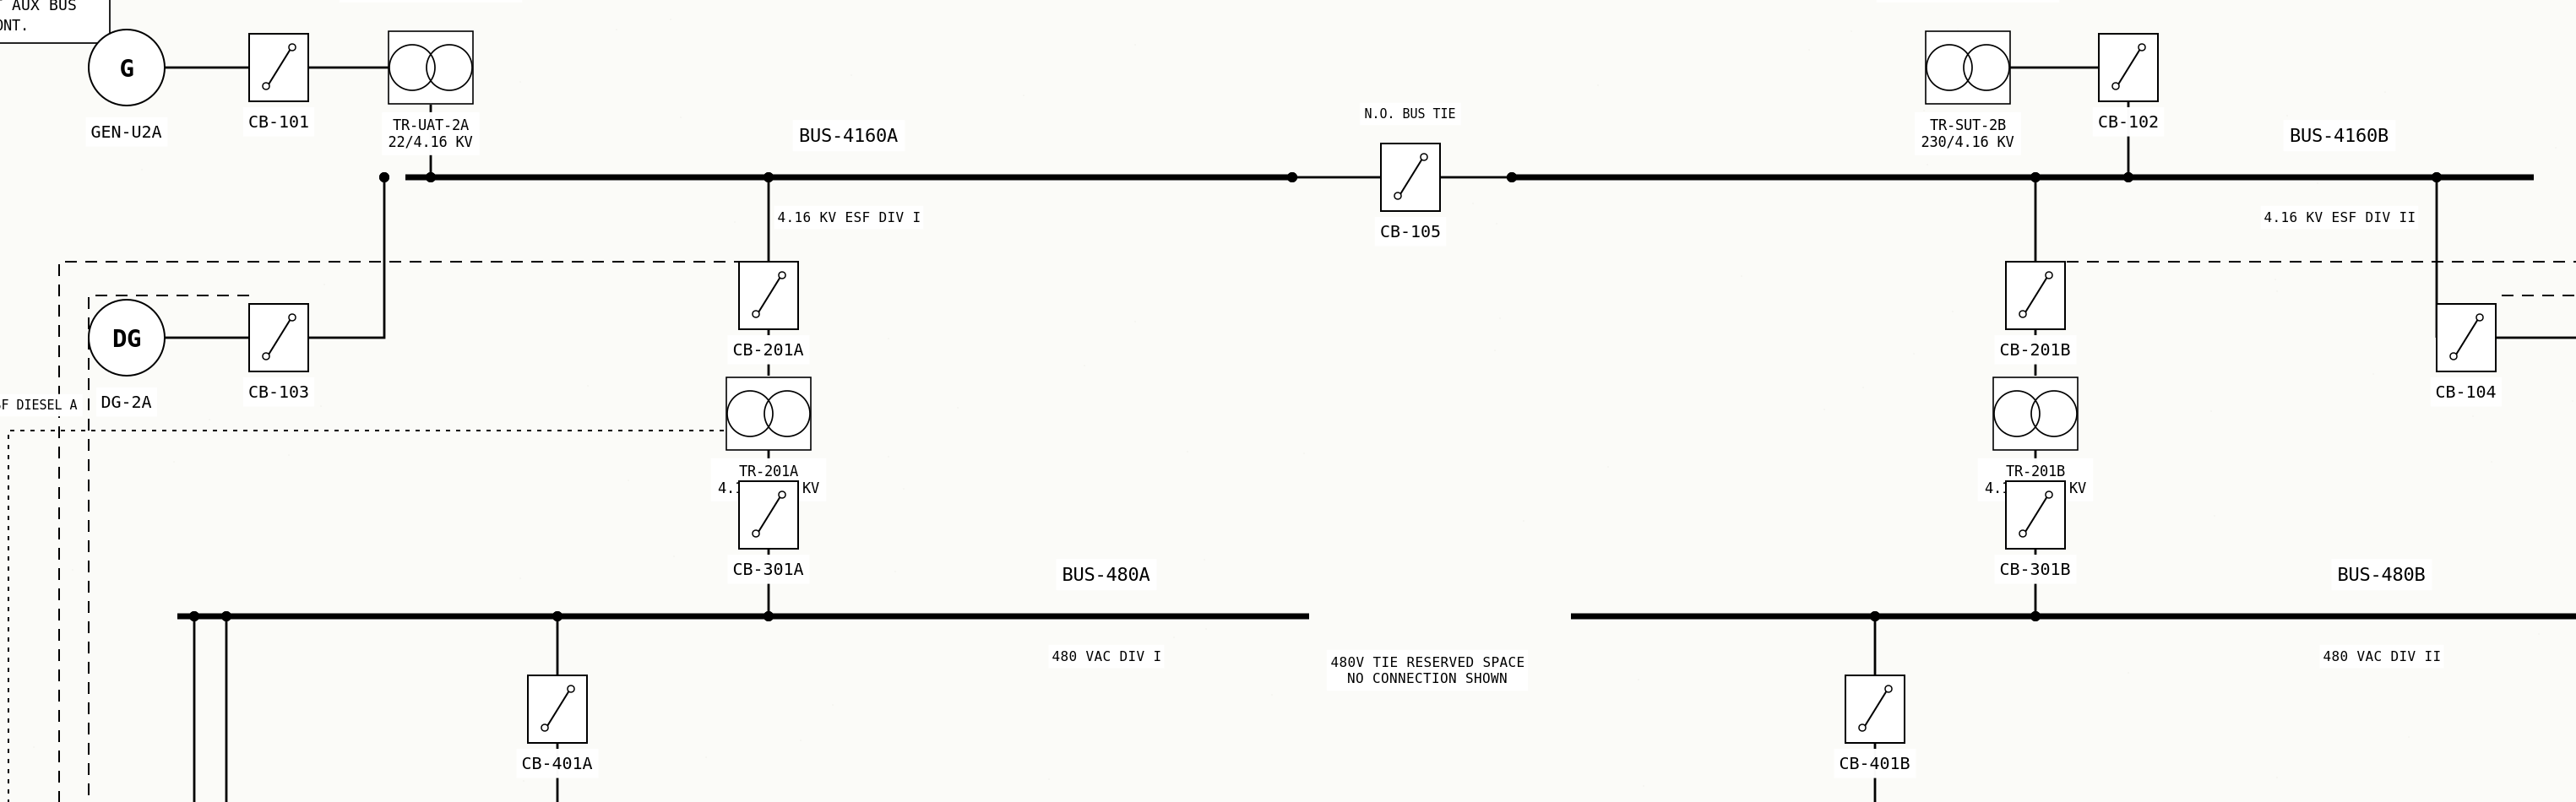 AUX BUS
G
GEN-U2A
CB-101
TR-UAT-2A
22/4.16 KV
BUS-4160A
N.O. BUS TIE
CB-105
TR-SUT-2B
230/4.16 KV
CB-102
BUS-4160B
4.16 KV ESF DIV I
4.16 KV ESF DIV II
DG
DG-2A
CB-103
CB-201A
CB-201B
CB-104
DIESEL A
TR-201A
KV
TR-201B
KV
CB-301A
CB-301B
BUS-480A
BUS-480B
480 VAC DIV I
480V TIE RESERVED SPACE
NO CONNECTION SHOWN
480 VAC DIV II
CB-401A
CB-401B